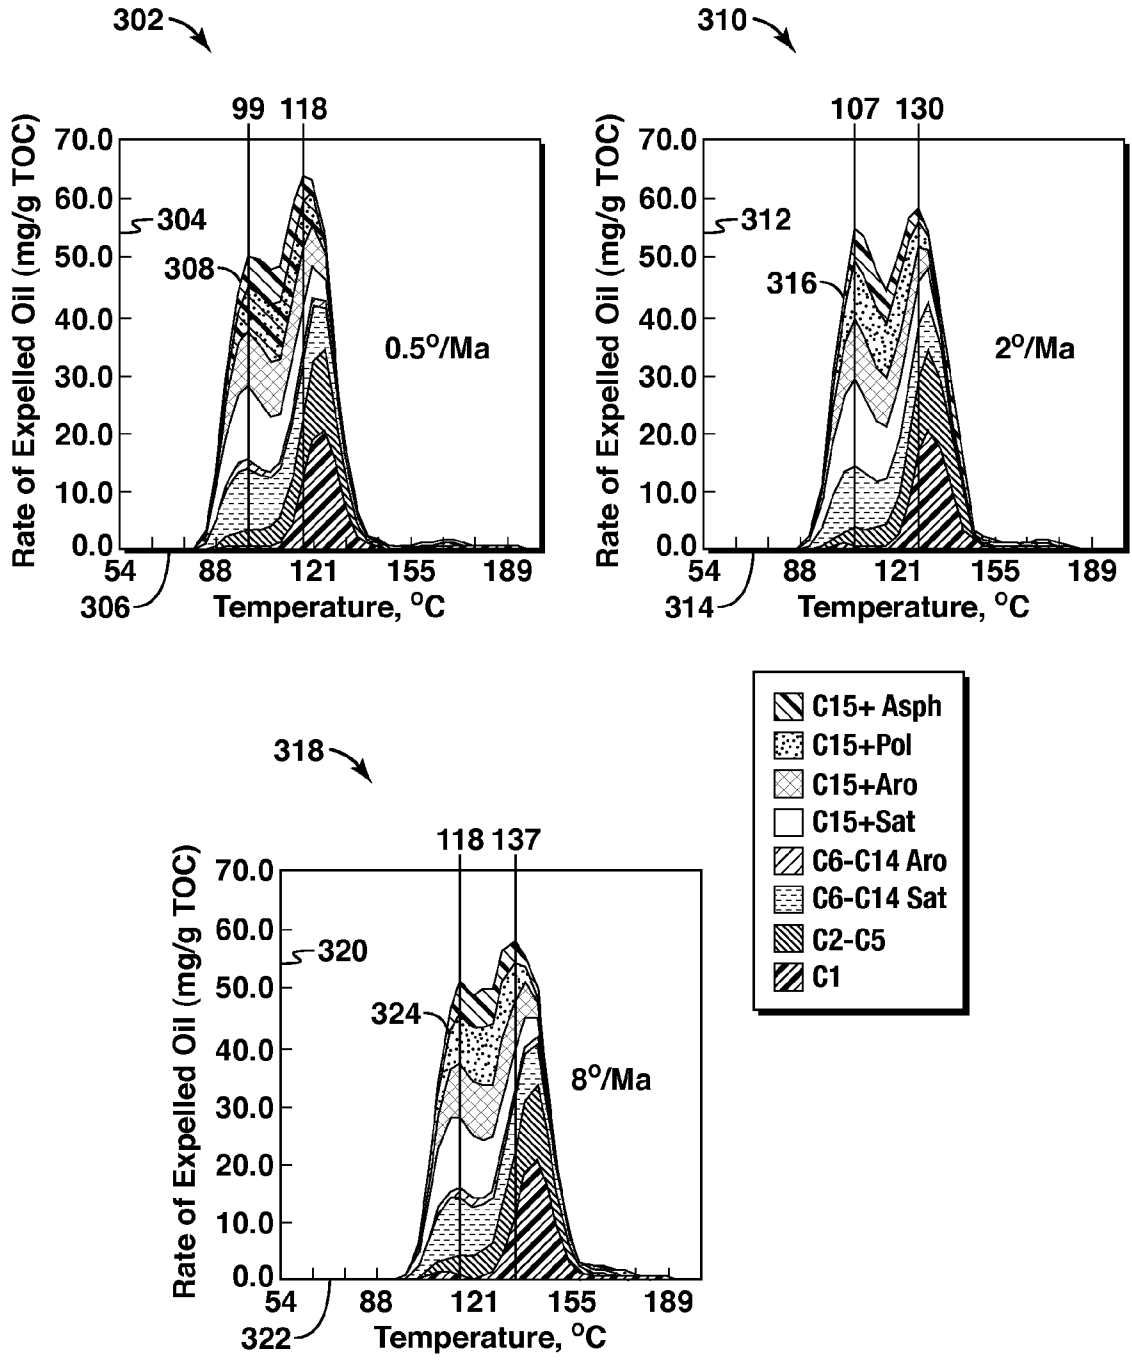 302
99 118
Rate of Expelled Oil (mg/g TOC)
70.0
60.0
50.0
40.0
30.0
20.0
10.0
0.0
304
308
0.5°/Ma
54 88 121 155 189
306
Temperature, °C
310
107 130
Rate of Expelled Oil (mg/g TOC)
70.0
60.0
50.0
40.0
30.0
20.0
10.0
0.0
312
316
2°/Ma
54 88 121 155 189
314
Temperature, °C
C15+ Asph
C15+Pol
C15+Aro
C15+Sat
C6-C14 Aro
C6-C14 Sat
C2-C5
C1
318
118 137
Rate of Expelled Oil (mg/g TOC)
70.0
60.0
50.0
40.0
30.0
20.0
10.0
0.0
320
324
8°/Ma
54 88 121 155 189
322
Temperature, °C